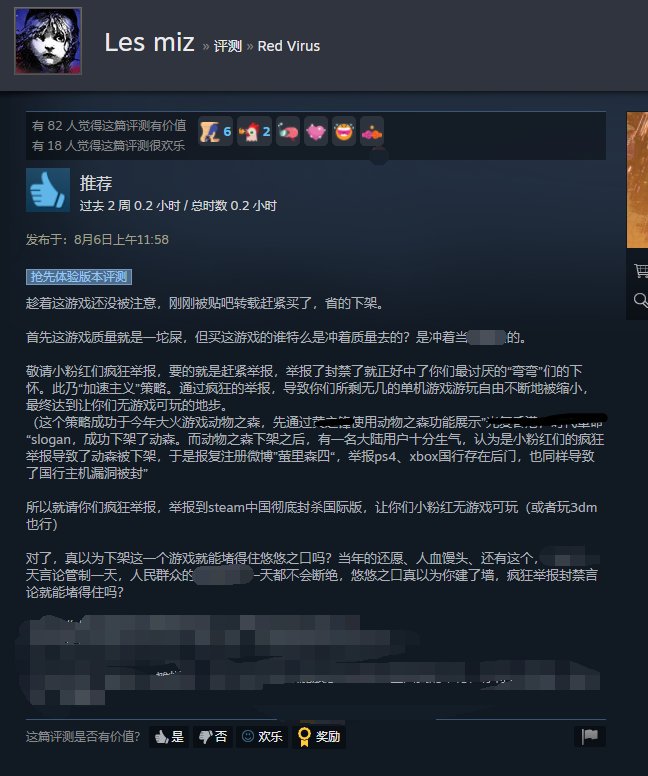 Les miz » 评测 » Red Virus
有 82 人觉得这篇评测有价值
有 18 人觉得这篇评测很欢乐
6
2
推荐
过去 2 周 0.2 小时 / 总时数 0.2 小时
发布于：8月6日上午11:58
抢先体验版本评测
趁着这游戏还没被注意，刚刚被贴吧转载赶紧买了，省的下架。
首先这游戏质量就是一坨屎，但买这游戏的谁特么是冲着质量去的？是冲着当的。
敬请小粉红们疯狂举报，要的就是赶紧举报，举报了封禁了就正好中了你们最讨厌的“弯弯”们的下
怀。此乃“加速主义”策略。通过疯狂的举报，导致你们所剩无几的单机游戏游玩自由不断地被缩小，
最终达到让你们无游戏可玩的地步。
（这个策略成功于今年大火游戏动物之森，先通过使用动物之森功能展示”
“slogan，成功下架了动森。而动物之森下架之后，有一名大陆用户十分生气，认为是小粉红们的疯狂
举报导致了动森被下架，于是报复注册微博”茧里森四“，举报ps4、xbox国行存在后门，也同样导致
了国行主机漏洞被封”
所以就请你们疯狂举报，举报到steam中国彻底封杀国际版，让你们小粉红无游戏可玩（或者玩3dm
也行）
对了，真以为下架这一个游戏就能堵得住悠悠之口吗？当年的还愿、人血馒头、还有这个，
天言论管制一天，人民群众的一天都不会断绝，悠悠之口真以为你建了墙，疯狂举报封禁言
论就能堵得住吗？
这篇评测是否有价值？ 是 否 欢乐 奖励